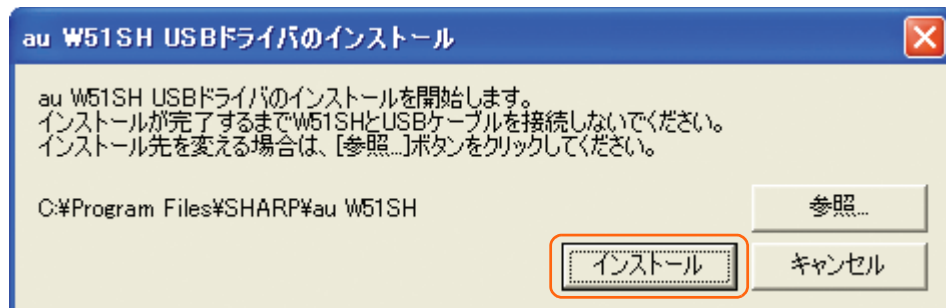 au W51SH USBドライバのインストール
au W51SH USBドライバのインストールを開始します。
インストールが完了するまでW51SHとUSBケーブルを接続しないでください。
インストール先を変える場合は、[参照...]ボタンをクリックしてください。
C:¥Program Files¥SHARP¥au W51SH
参照...
インストール
キャンセル